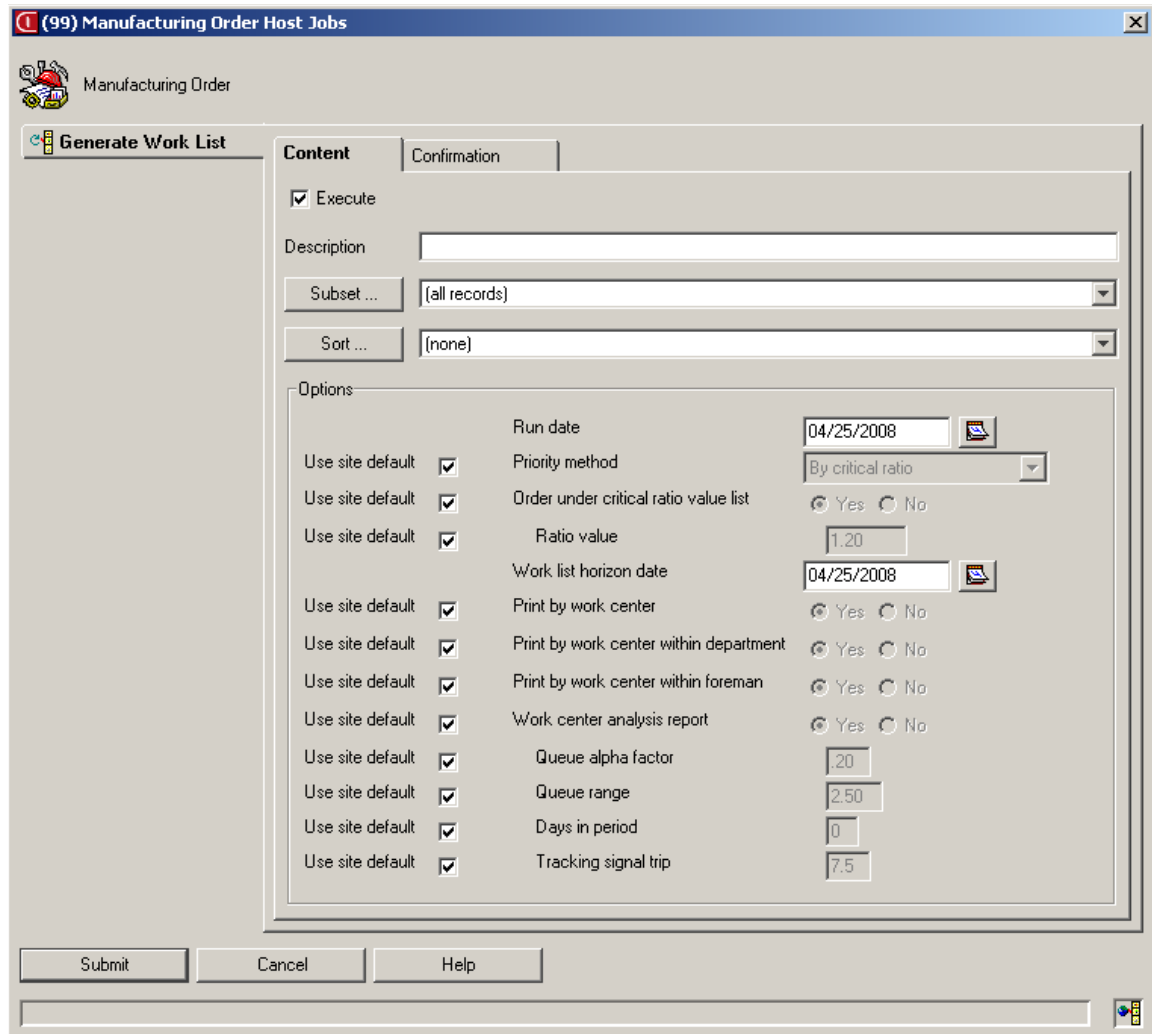 (99) Manufacturing Order Host Jobs
Manufacturing Order
Generate Work List
Content Confirmation
Execute
Description
Subset ... (all records)
Sort ... (none)
Options
Run date 04/25/2008
Use site default Priority method By critical ratio
Use site default Order under critical ratio value list Yes No
Use site default Ratio value 1.20
Work list horizon date 04/25/2008
Use site default Print by work center Yes No
Use site default Print by work center within department Yes No
Use site default Print by work center within foreman Yes No
Use site default Work center analysis report Yes No
Use site default Queue alpha factor .20
Use site default Queue range 2.50
Use site default Days in period 0
Use site default Tracking signal trip 7.5
Submit Cancel Help